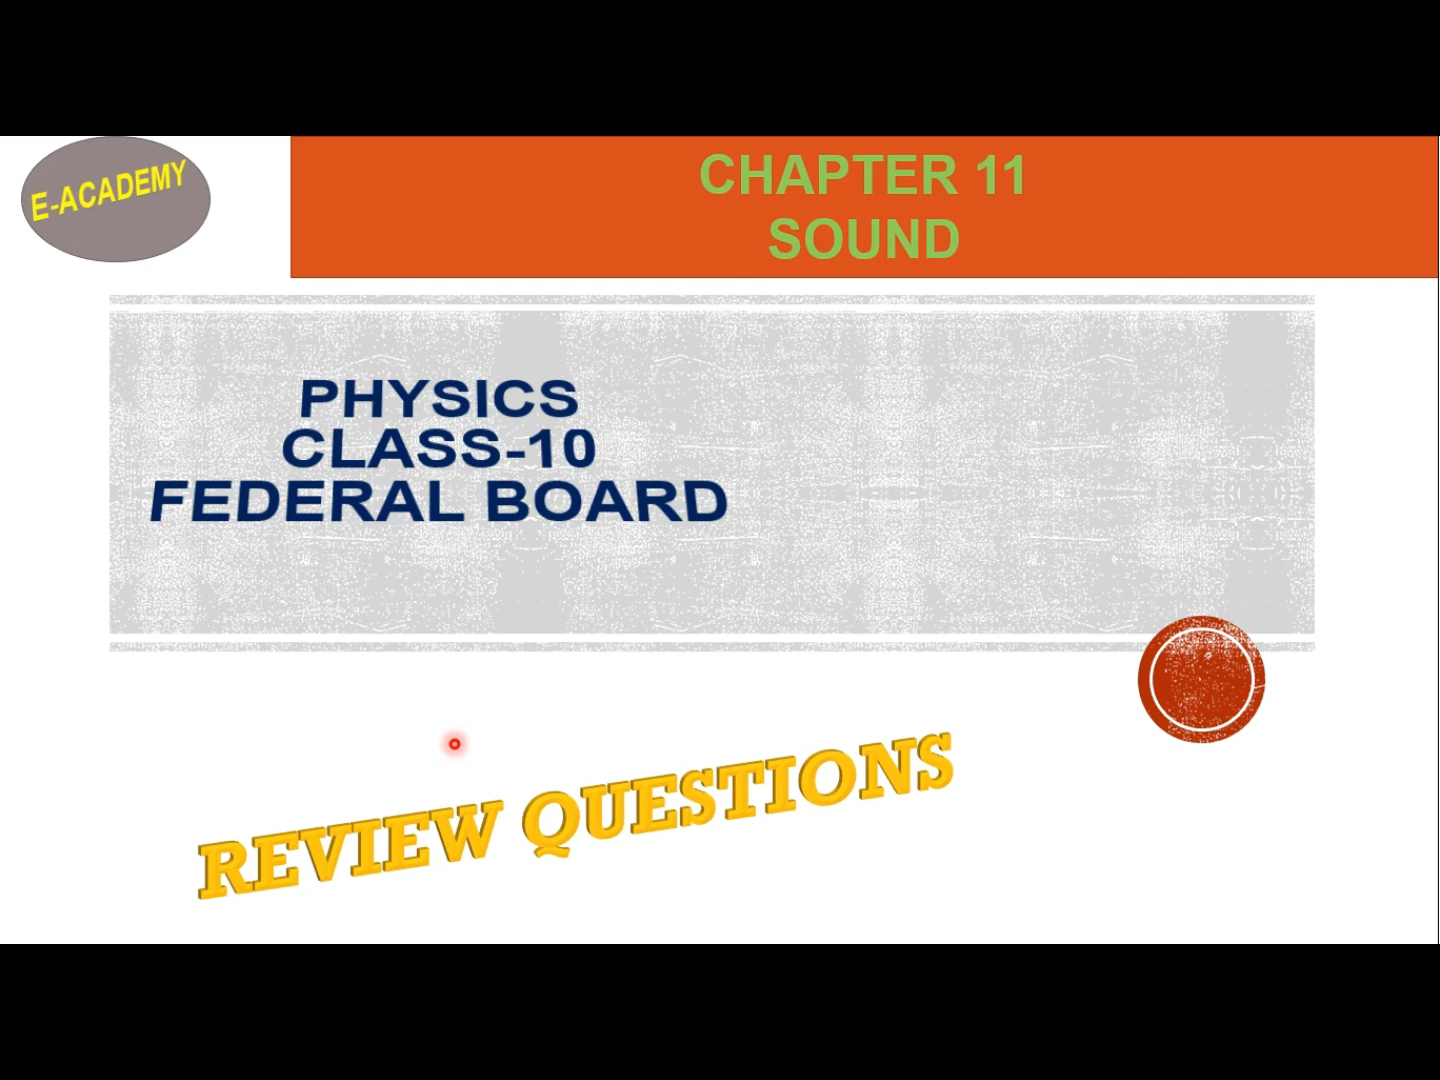 E-ACADEMY
CHAPTER 11
SOUND
PHYSICS
CLASS-10
FEDERAL BOARD
REVIEW QUESTIONS